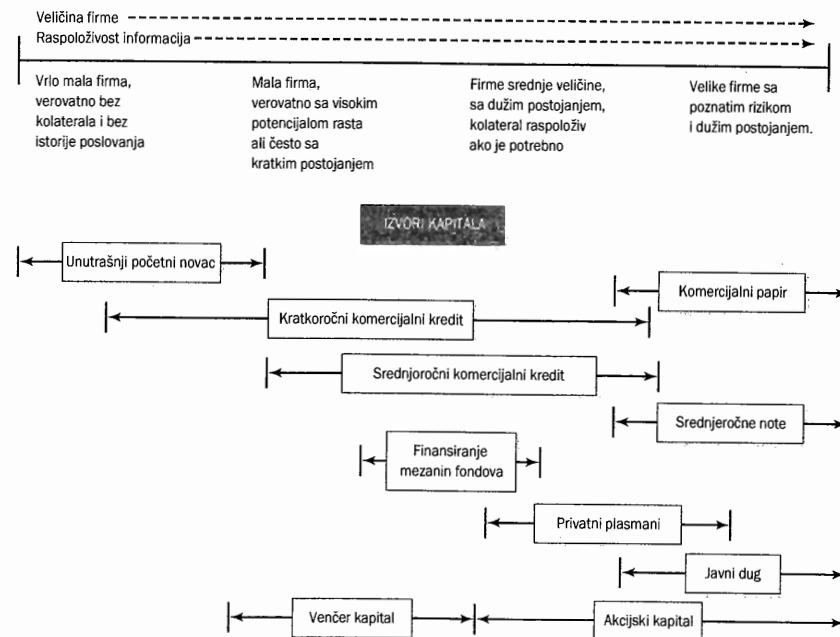 Veličina firme
Raspoloživost informacija
Vrlo mala firma,
verovatno bez
kolaterala i bez
istorije poslovanja
Mala firma,
verovatno sa visokim
potencijalom rasta
ali često sa
kratkim postojanjem
Firme srednje veličine,
sa dužim postojanjem,
kolateral raspoloživ
ako je potrebno
Velike firme sa
poznatim rizikom
i dužim postojanjem.
IZVORI KAPITALA
Unutrašnji početni novac
Komercijalni papir
Kratkoročni komercijalni kredit
Srednjoročni komercijalni kredit
Srednjeročne note
Finansiranje
mezanin fondova
Privatni plasmani
Javni dug
Venčer kapital
Akcijski kapital